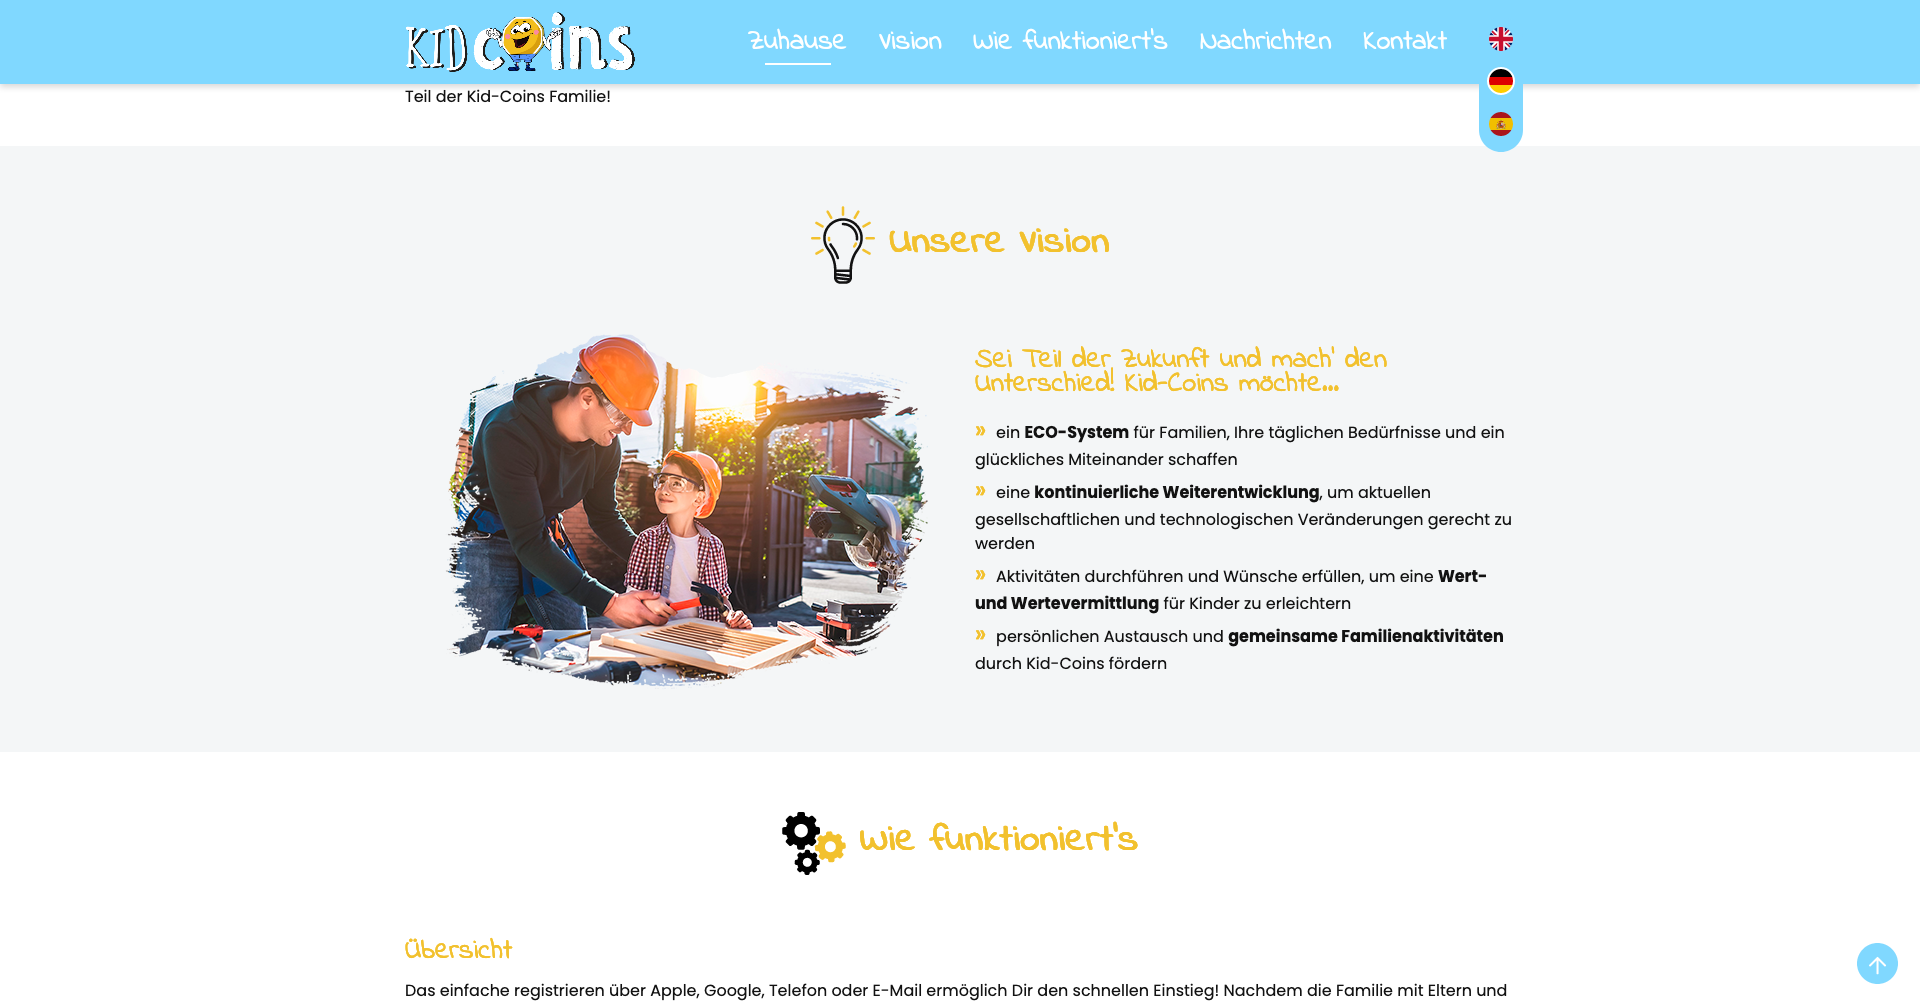 KID coins
Zuhause Vision Wie funktioniert's Nachrichten Kontakt
Teil der Kid-Coins Familie!
Unsere Vision
Sei Teil der Zukunft und mach' den
Unterschied! Kid-Coins möchte...
» ein ECO-System für Familien, Ihre täglichen Bedürfnisse und ein
glückliches Miteinander schaffen
» eine kontinuierliche Weiterentwicklung, um aktuellen
gesellschaftlichen und technologischen Veränderungen gerecht zu
werden
» Aktivitäten durchführen und Wünsche erfüllen, um eine Wert-
und Wertevermittlung für Kinder zu erleichtern
» persönlichen Austausch und gemeinsame Familienaktivitäten
durch Kid-Coins fördern
Wie funktioniert's
Übersicht
Das einfache registrieren über Apple, Google, Telefon oder E-Mail ermöglich Dir den schnellen Einstieg! Nachdem die Familie mit Eltern und